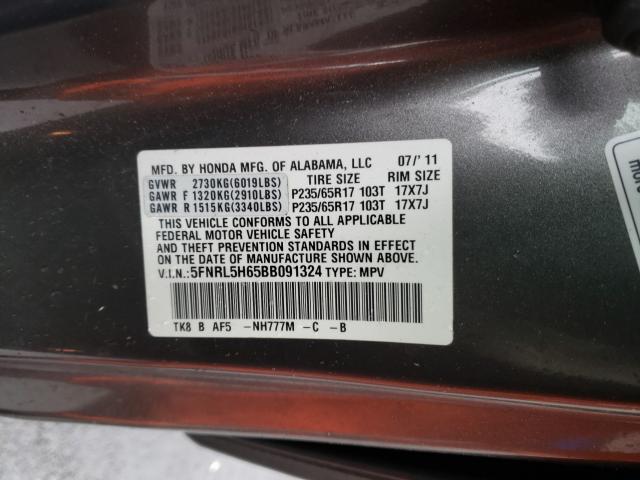 MFD. BY HONDA MFG. OF ALABAMA, LLC 07/' 11
GVWR 2730KG(6019LBS) TIRE SIZE RIM SIZE
GAWR F 1320KG(2910LBS) P235/65R17 103T 17X7J
GAWR R 1515KG(3340LBS) P235/65R17 103T 17X7J
THIS VEHICLE CONFORMS TO ALL APPLICABLE
FEDERAL MOTOR VEHICLE SAFETY
AND THEFT PREVENTION STANDARDS IN EFFECT
ON THE DATE OF MANUFACTURE SHOWN ABOVE.
V.I.N.: 5FNRL5H65BB091324 TYPE: MPV
TK8 B AF5 -NH777M -C -B